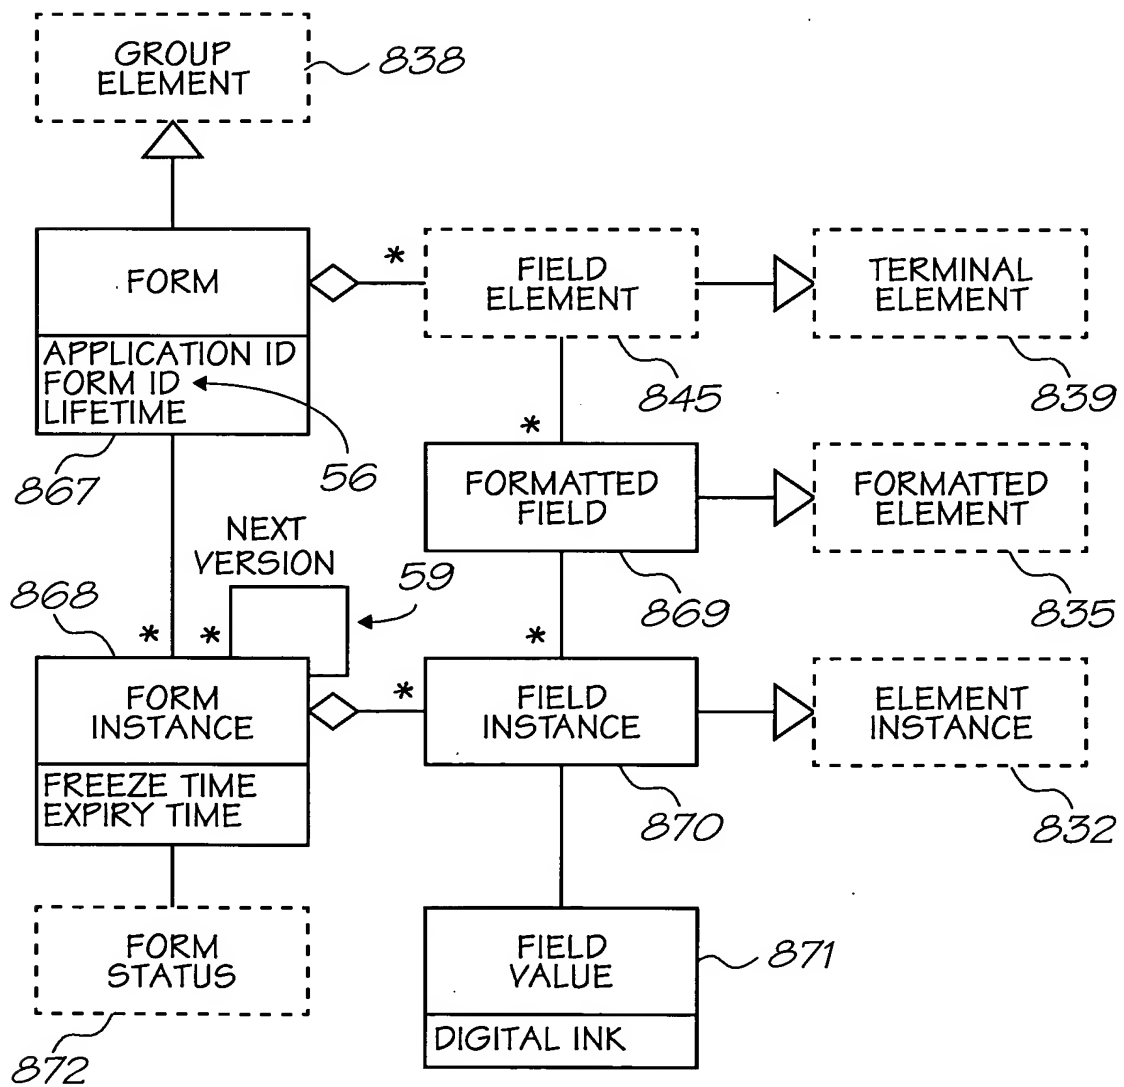 GROUP
ELEMENT
838
FORM
*
FIELD
ELEMENT
TERMINAL
ELEMENT
APPLICATION ID
FORM ID
LIFETIME
845
839
867
56
*
FORMATTED
FIELD
FORMATTED
ELEMENT
NEXT
VERSION
59
869
835
868
*
*
*
FORM
INSTANCE
*
FIELD
INSTANCE
ELEMENT
INSTANCE
FREEZE TIME
EXPIRY TIME
870
832
FORM
STATUS
872
FIELD
VALUE
871
DIGITAL INK